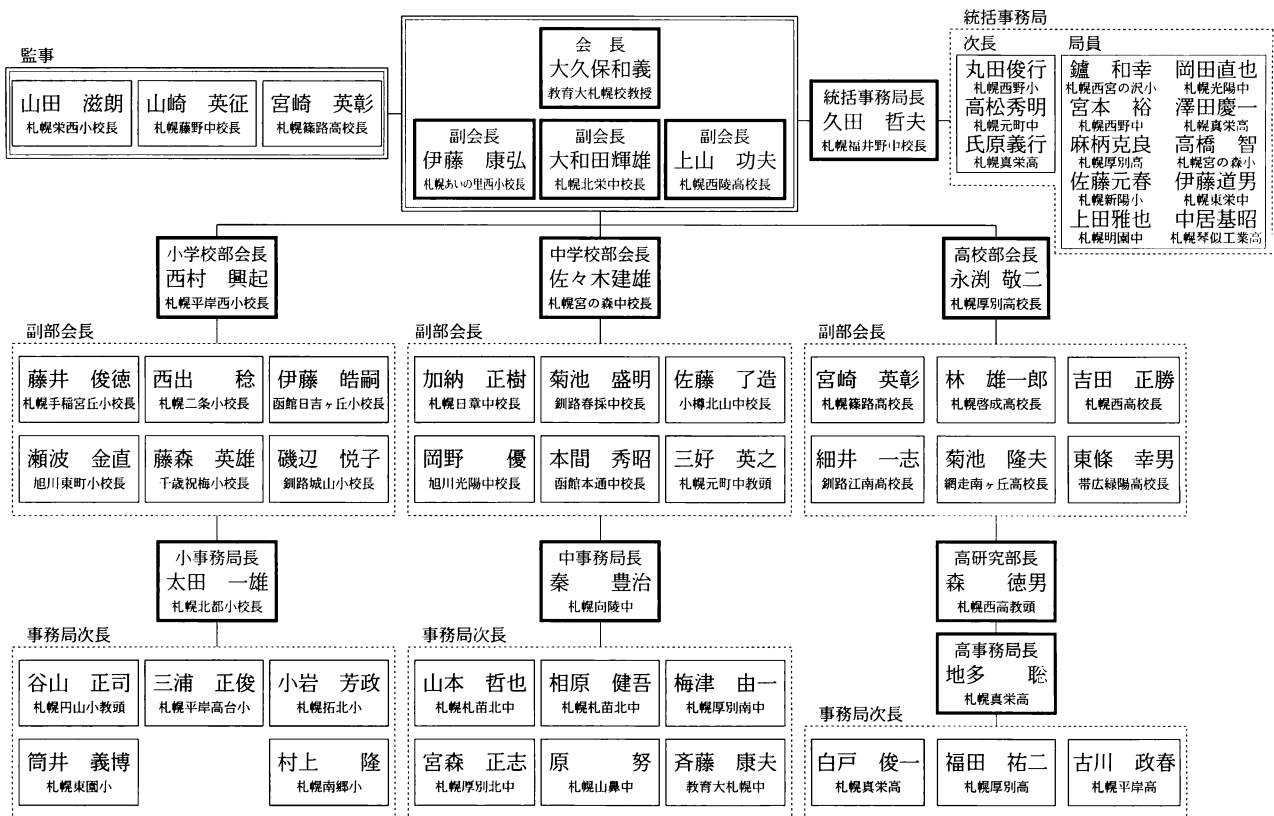 監事
山田 滋朗
札幌栄西小校長
山崎 英征
札幌藤野中校長
宮崎 英彰
札幌篠路高校長
会 長
大久保和義
教育大札幌校教授
副会長
伊藤 康弘
札幌あいの里西小校長
副会長
大和田輝雄
札幌北栄中校長
副会長
上山 功夫
札幌西陵高校長
統括事務局長
久田 哲夫
札幌福井野中校長
統括事務局
次長
丸田俊行
札幌西野小
高松秀明
札幌元町中
氏原義行
札幌真栄高
局員
鑪 和幸 岡田直也
札幌西宮の沢小 札幌光陽中
宮本 裕 澤田慶一
札幌西野中 札幌真栄高
麻柄克良 高橋 智
札幌厚別高 札幌宮の森小
佐藤元春 伊藤道男
札幌新陽小 札幌東栄中
上田雅也 中居基昭
札幌明園中 札幌琴似工業高
小学校部会長
西村 興起
札幌平岸西小校長
副部会長
藤井 俊徳
札幌手稲宮丘小校長
西出 稔
札幌二条小校長
伊藤 皓嗣
函館日吉ヶ丘小校長
瀬波 金直
旭川東町小校長
藤森 英雄
千歳祝梅小校長
磯辺 悦子
釧路城山小校長
小事務局長
太田 一雄
札幌北都小校長
事務局次長
谷山 正司
札幌円山小教頭
三浦 正俊
札幌平岸高台小
小岩 芳政
札幌拓北小
筒井 義博
札幌東園小
村上 隆
札幌南郷小
中学校部会長
佐々木建雄
札幌宮の森中校長
副部会長
加納 正樹
札幌日章中校長
菊池 盛明
釧路春採中校長
佐藤 了造
小樽北山中校長
岡野 優
旭川光陽中校長
本間 秀昭
函館本通中校長
三好 英之
札幌元町中教頭
中事務局長
秦 豊治
札幌向陵中
事務局次長
山本 哲也
札幌札苗北中
相原 健吾
札幌札苗北中
梅津 由一
札幌厚別南中
宮森 正志
札幌厚別北中
原 努
札幌山鼻中
斉藤 康夫
教育大札幌中
高校部会長
永渕 敬二
札幌厚別高校長
副部会長
宮崎 英彰
札幌篠路高校長
林 雄一郎
札幌啓成高校長
吉田 正勝
札幌西高校長
細井 一志
釧路江南高校長
菊池 隆夫
網走南ヶ丘高校長
東條 幸男
帯広緑陽高校長
高研究部長
森 徳男
札幌西高教頭
高事務局長
地多 聡
札幌真栄高
事務局次長
白戸 俊一
札幌真栄高
福田 祐二
札幌厚別高
古川 政春
札幌平岸高